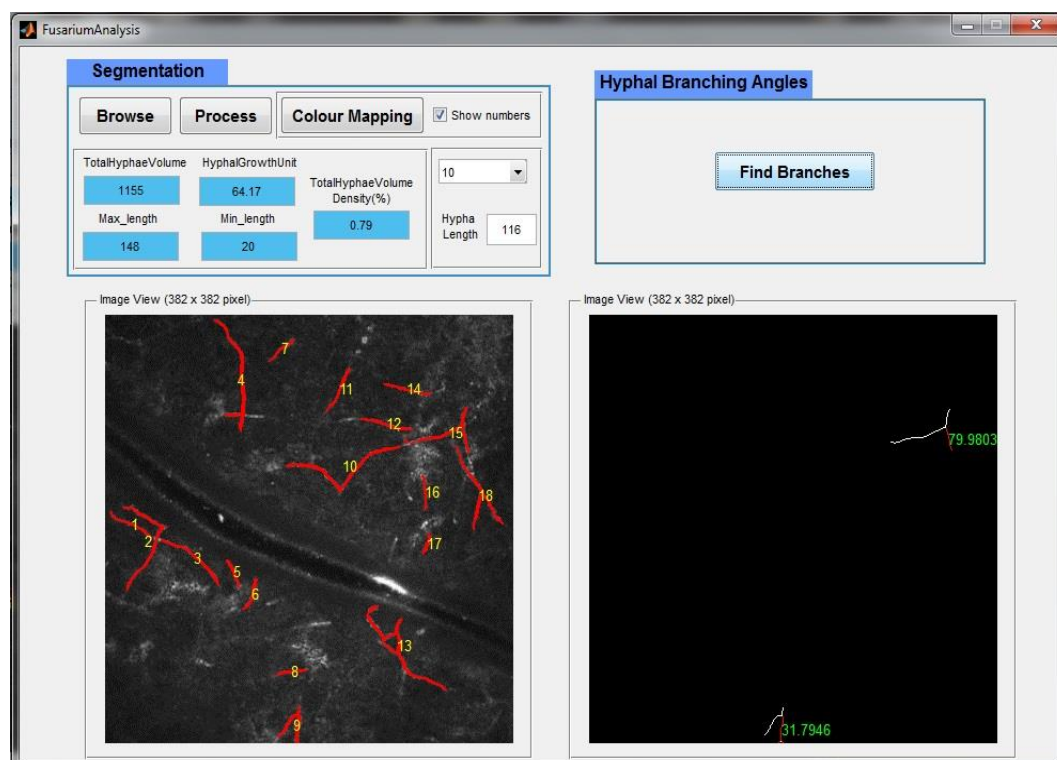 FusariumAnalysis
Segmentation
Browse Process Colour Mapping Show numbers
TotalHyphaeVolume HyphalGrowthUnit
1155 64.17
TotalHyphaeVolume
Density(%)
0.79
Max_length Min_length
148 20
10
Hypha
Length
116
Hyphal Branching Angles
Find Branches
Image View (382 x 382 pixel)
7
4
11
14
12
15
10
16
18
17
1
2
3
5
6
13
8
9
Image View (382 x 382 pixel)
79.9803
31.7946